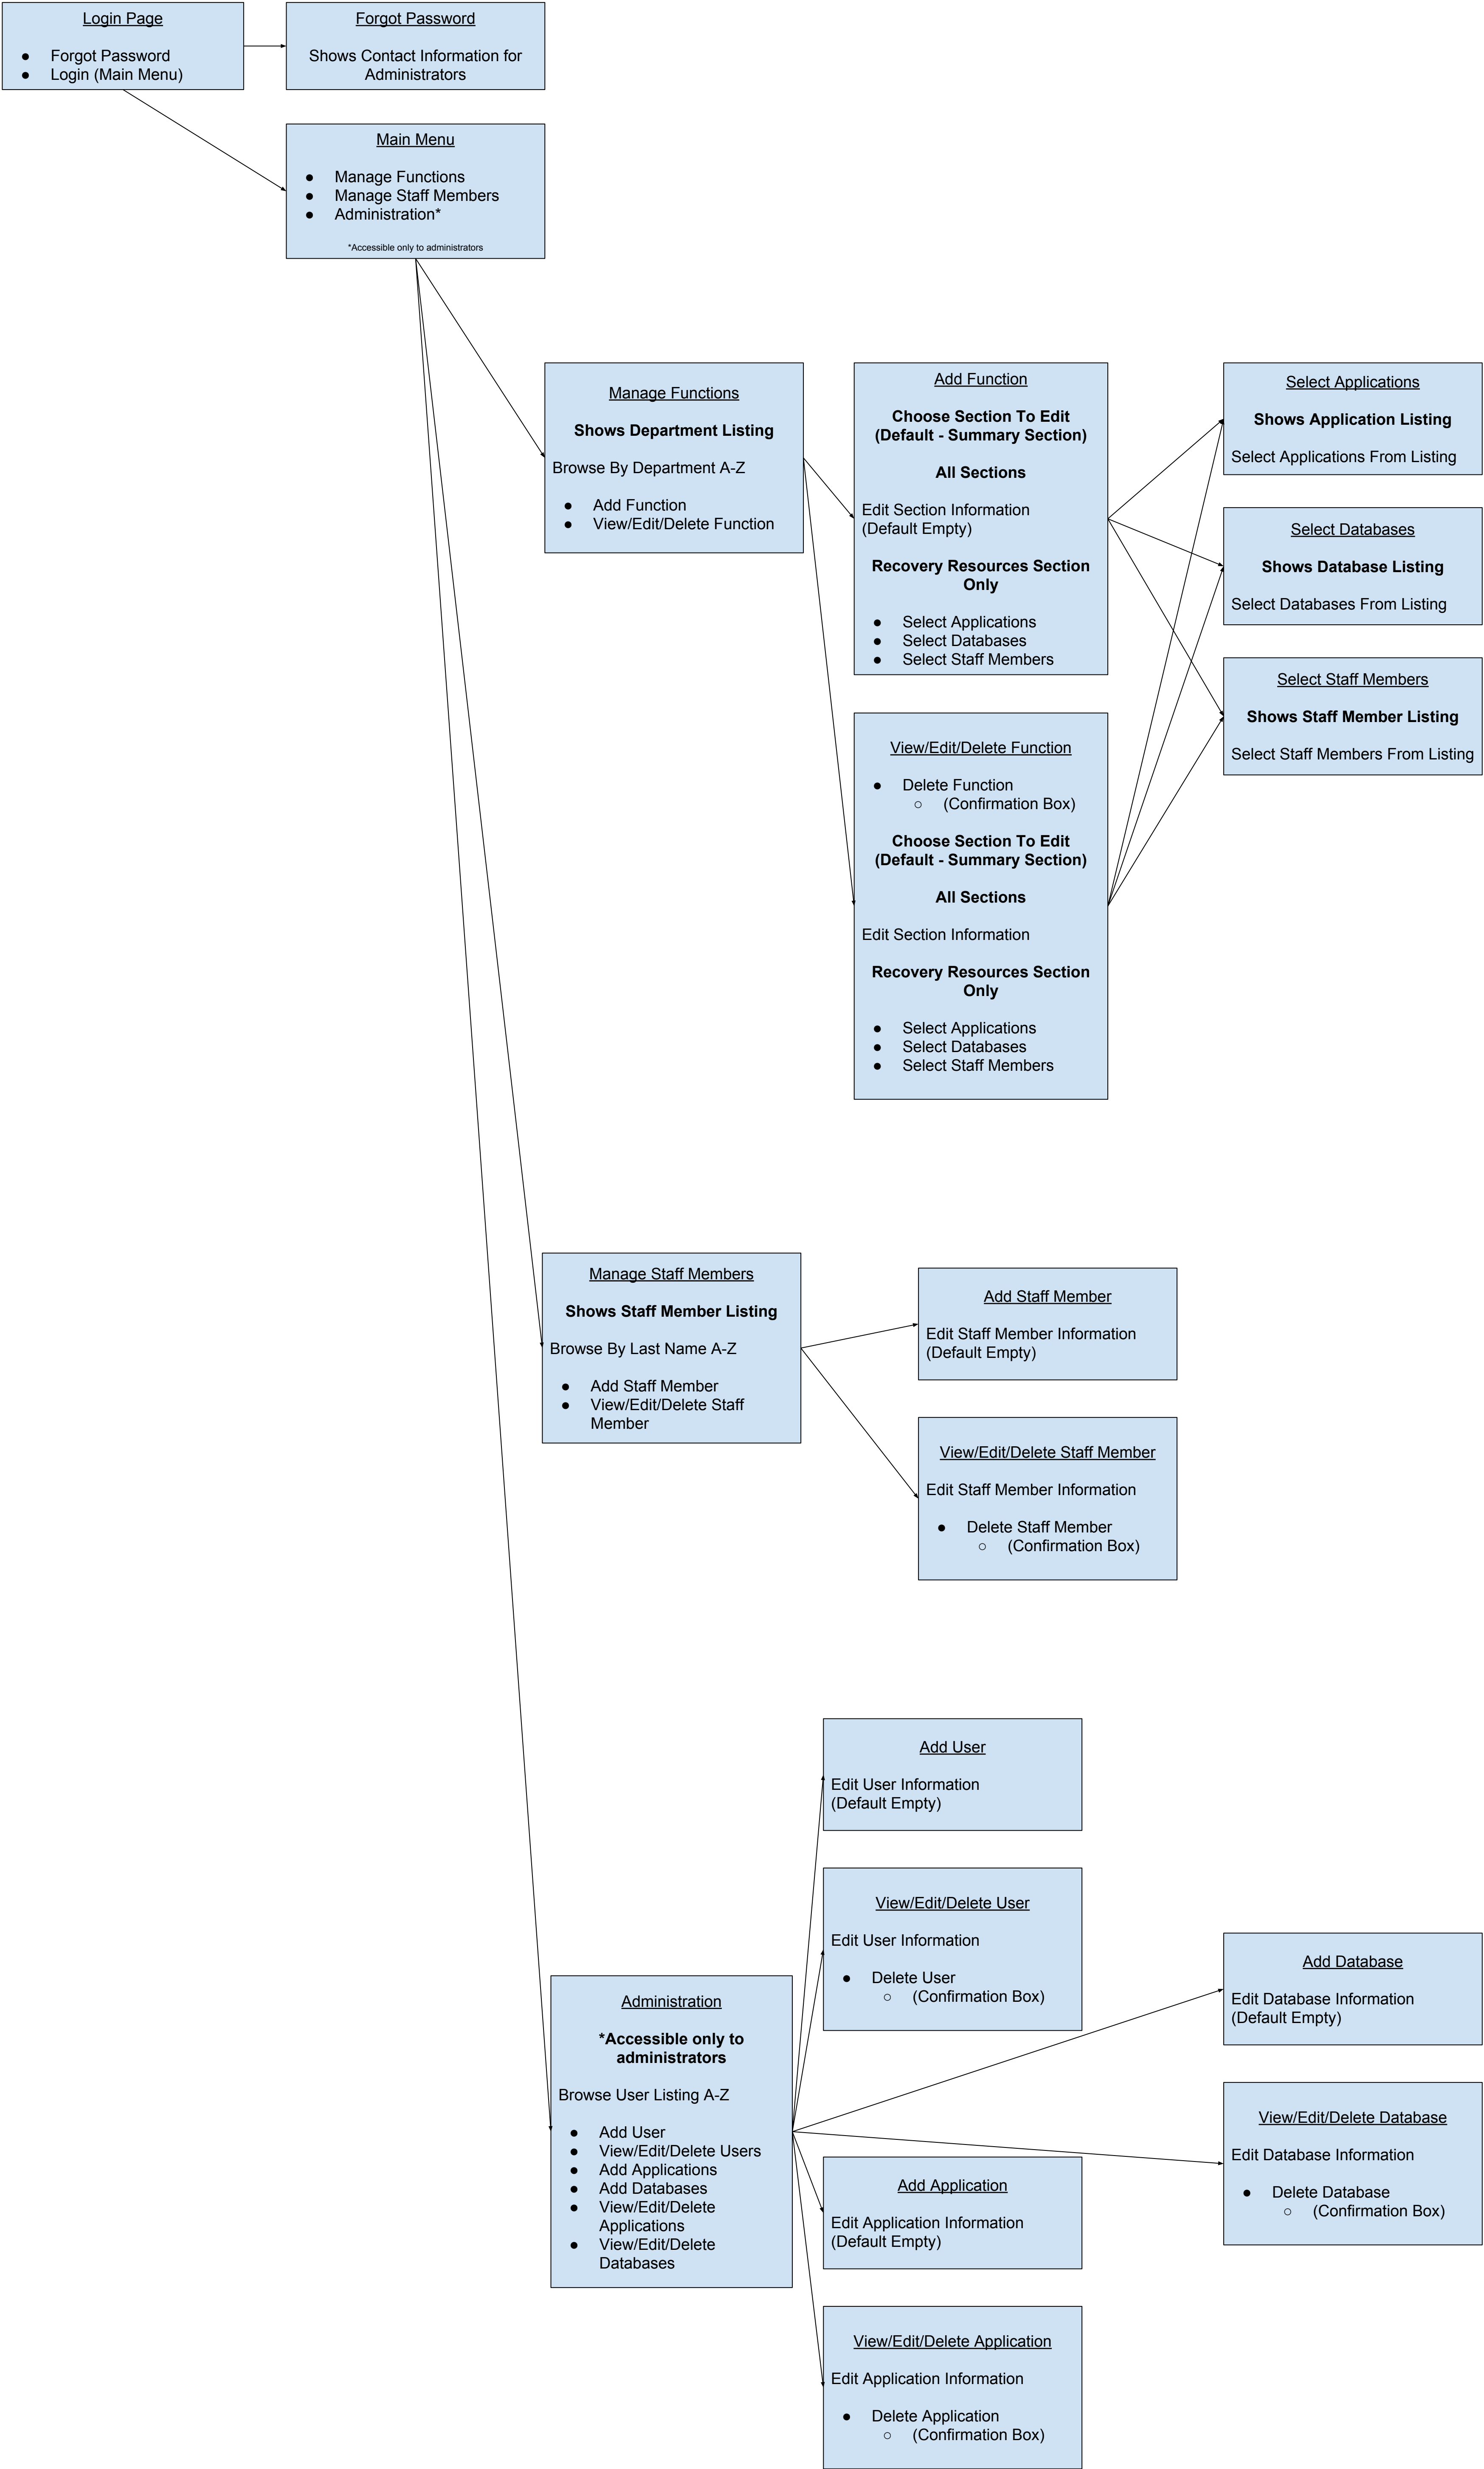 Login Page
● Forgot Password
● Login (Main Menu)
Forgot Password
Shows Contact Information for
Administrators
Main Menu
● Manage Functions
● Manage Staff Members
● Administration*
*Accessible only to administrators
Manage Functions
Shows Department Listing
Browse By Department A-Z
● Add Function
● View/Edit/Delete Function
Add Function
Choose Section To Edit
(Default - Summary Section)
All Sections
Edit Section Information
(Default Empty)
Recovery Resources Section
Only
● Select Applications
● Select Databases
● Select Staff Members
Select Applications
Shows Application Listing
Select Applications From Listing
Select Databases
Shows Database Listing
Select Databases From Listing
Select Staff Members
Shows Staff Member Listing
Select Staff Members From Listing
View/Edit/Delete Function
● Delete Function
○ (Confirmation Box)
Choose Section To Edit
(Default - Summary Section)
All Sections
Edit Section Information
Recovery Resources Section
Only
● Select Applications
● Select Databases
● Select Staff Members
Manage Staff Members
Shows Staff Member Listing
Browse By Last Name A-Z
● Add Staff Member
● View/Edit/Delete Staff
Member
Add Staff Member
Edit Staff Member Information
(Default Empty)
View/Edit/Delete Staff Member
Edit Staff Member Information
● Delete Staff Member
○ (Confirmation Box)
Administration
*Accessible only to
administrators
Browse User Listing A-Z
● Add User
● View/Edit/Delete Users
● Add Applications
● Add Databases
● View/Edit/Delete
Applications
● View/Edit/Delete
Databases
Add User
Edit User Information
(Default Empty)
View/Edit/Delete User
Edit User Information
● Delete User
○ (Confirmation Box)
Add Database
Edit Database Information
(Default Empty)
View/Edit/Delete Database
Edit Database Information
● Delete Database
○ (Confirmation Box)
Add Application
Edit Application Information
(Default Empty)
View/Edit/Delete Application
Edit Application Information
● Delete Application
○ (Confirmation Box)